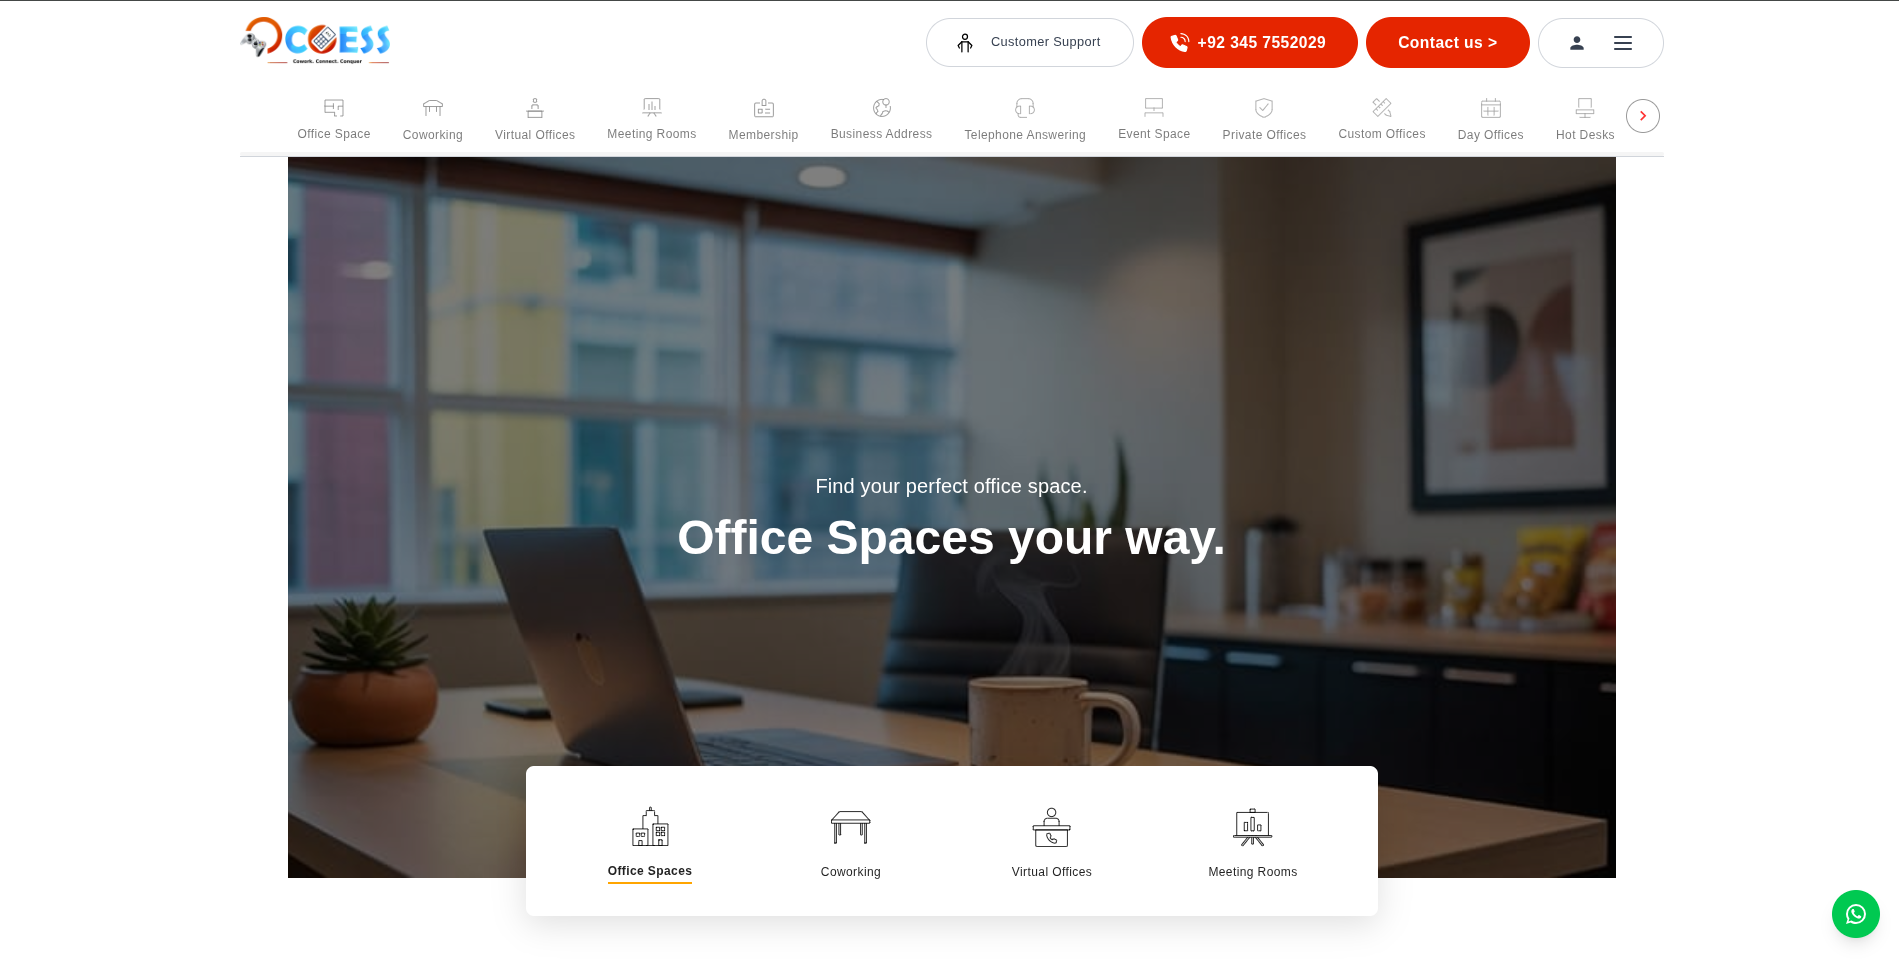 COESS
Cowork. Connect. Conquer
Customer Support
+92 345 7552029
Contact us >
Office Space
Coworking
Virtual Offices
Meeting Rooms
Membership
Business Address
Telephone Answering
Event Space
Private Offices
Custom Offices
Day Offices
Hot Desks
Find your perfect office space.
Office Spaces your way.
Office Spaces
Coworking
Virtual Offices
Meeting Rooms